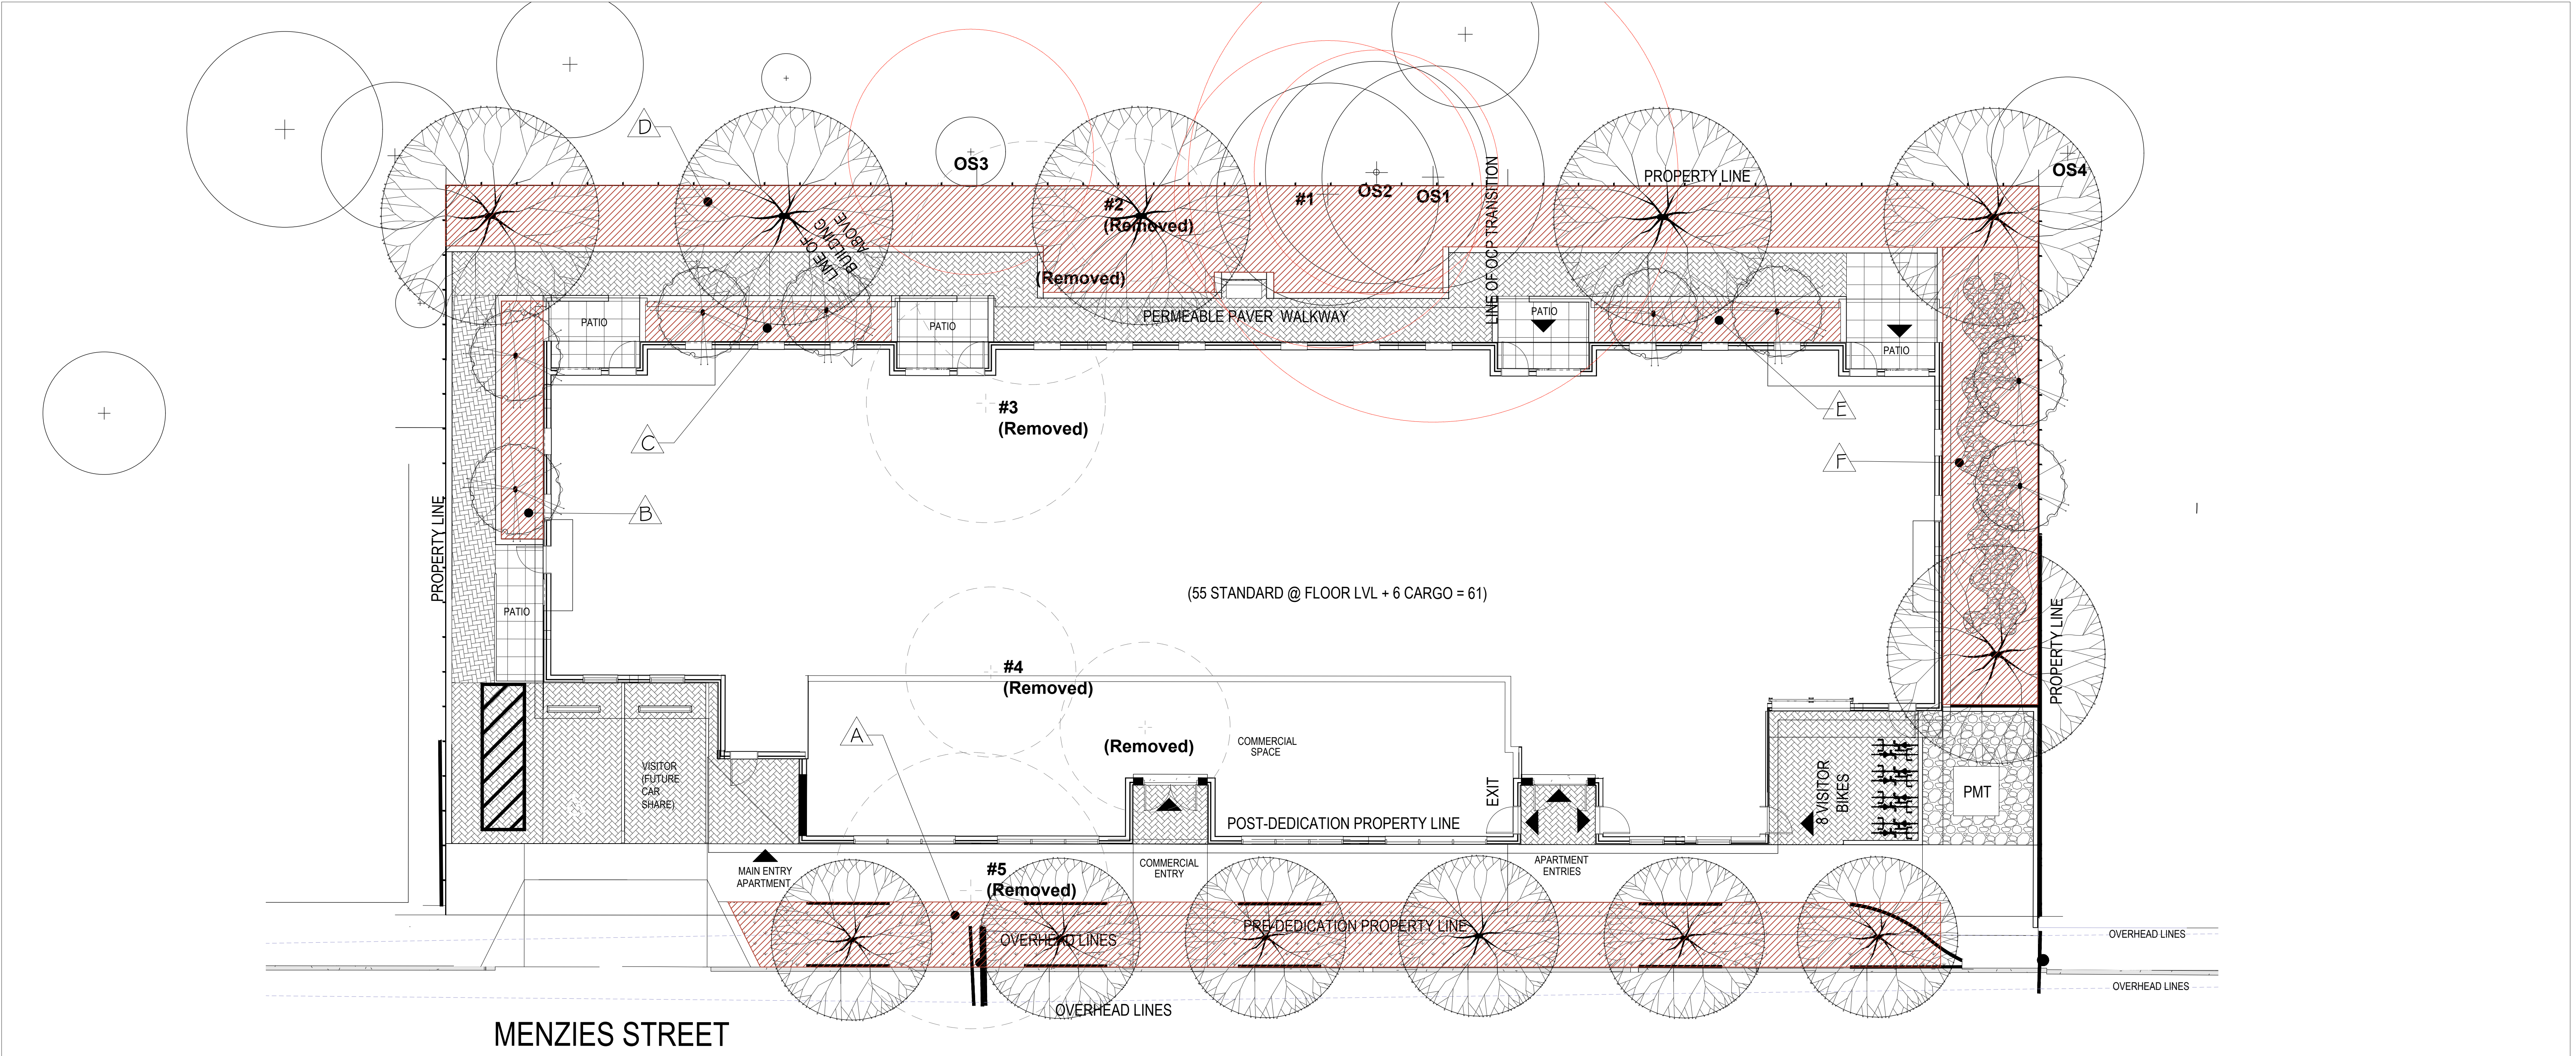 D
OS3
OS4
PROPERTY LINE
#1
OS2
OS1
#2
(Removed)
LINE OF
BUILDING
ABOVE
LINE OF OCP TRANSITION
(Removed)
PERMEABLE PAVER WALKWAY
PATIO
PATIO
PATIO
PATIO
#3
(Removed)
C
E
F
B
PROPERTY LINE
(55 STANDARD @ FLOOR LVL + 6 CARGO = 61)
PATIO
PROPERTY LINE
#4
(Removed)
A
(Removed)
COMMERCIAL
SPACE
VISITOR
(FUTURE
CAR
SHARE)
EXIT
8 VISITOR
BIKES
PMT
POST-DEDICATION PROPERTY LINE
MAIN ENTRY
APARTMENT
#5
(Removed)
COMMERCIAL
ENTRY
APARTMENT
ENTRIES
PRE-DEDICATION PROPERTY LINE
OVERHEAD LINES
OVERHEAD LINES
OVERHEAD LINES
OVERHEAD LINES
MENZIES STREET